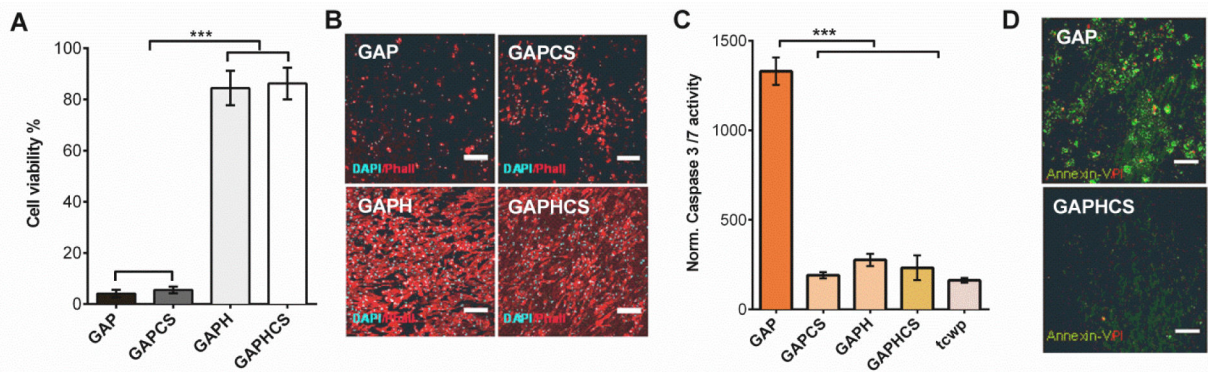 A
Cell viability %
100
80
60
40
20
0
***
GAP
GAPCS
GAPH
GAPHCS
B
GAP
DAPI/Phall
GAPCS
DAPI/Phall
GAPH
DAPI/Phall
GAPHCS
DAPI/Phall
C
Norm. Caspase 3 /7 activity
1500
1000
500
0
***
GAP
GAPCS
GAPH
GAPHCS
tcwp
D
GAP
Annexin-V/PI
GAPHCS
Annexin-V/PI